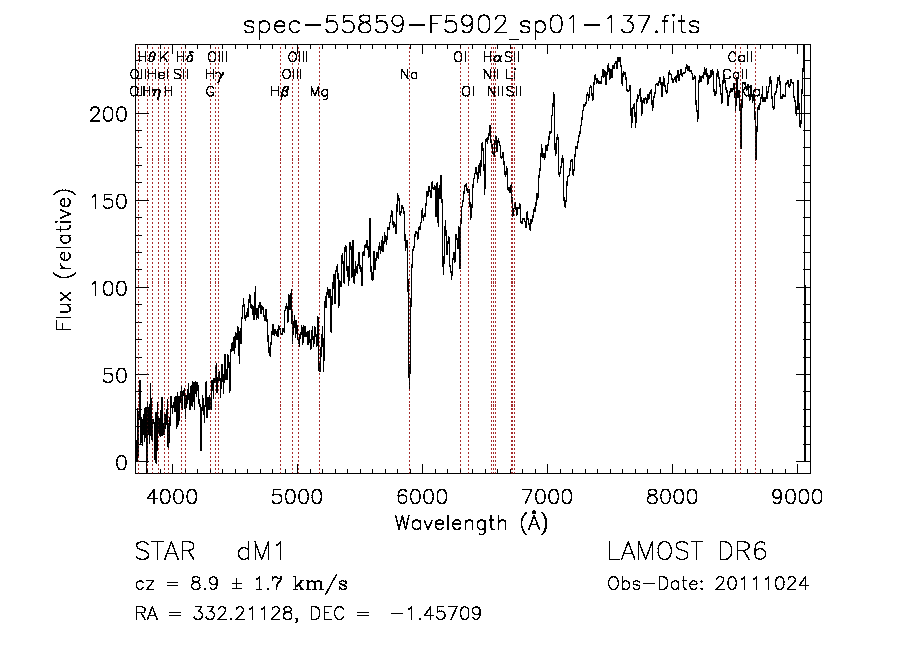 spec-55859-F5902_sp01-137.fits
Hθ K Hδ OIII OIII OI Hα SII CaII
OII HeI SII Hγ OIII Na NII Li CaII
OII Hη H G Hβ Mg OI NII SII
200
150
100
50
0
Flux (relative)
4000 5000 6000 7000 8000 9000
Wavelength (Å)
STAR dM1 LAMOST DR6
cz = 8.9 ± 1.7 km/s Obs-Date: 20111024
RA = 332.21128, DEC = -1.45709